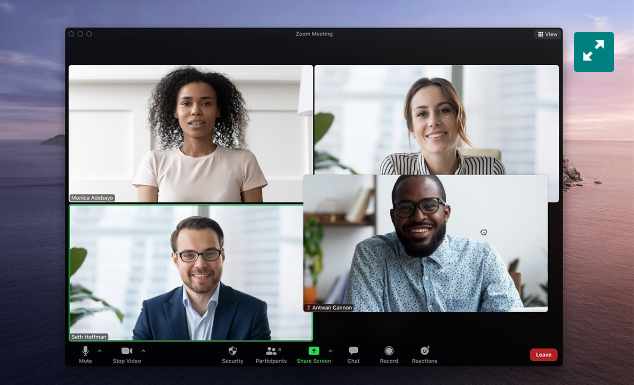 Zoom Meeting
View
Monica Adebayo
Antwan Cannon
Seth Hoffman
Mute
Stop Video
Security
4
Participants
Share Screen
Chat
Record
Reactions
Leave